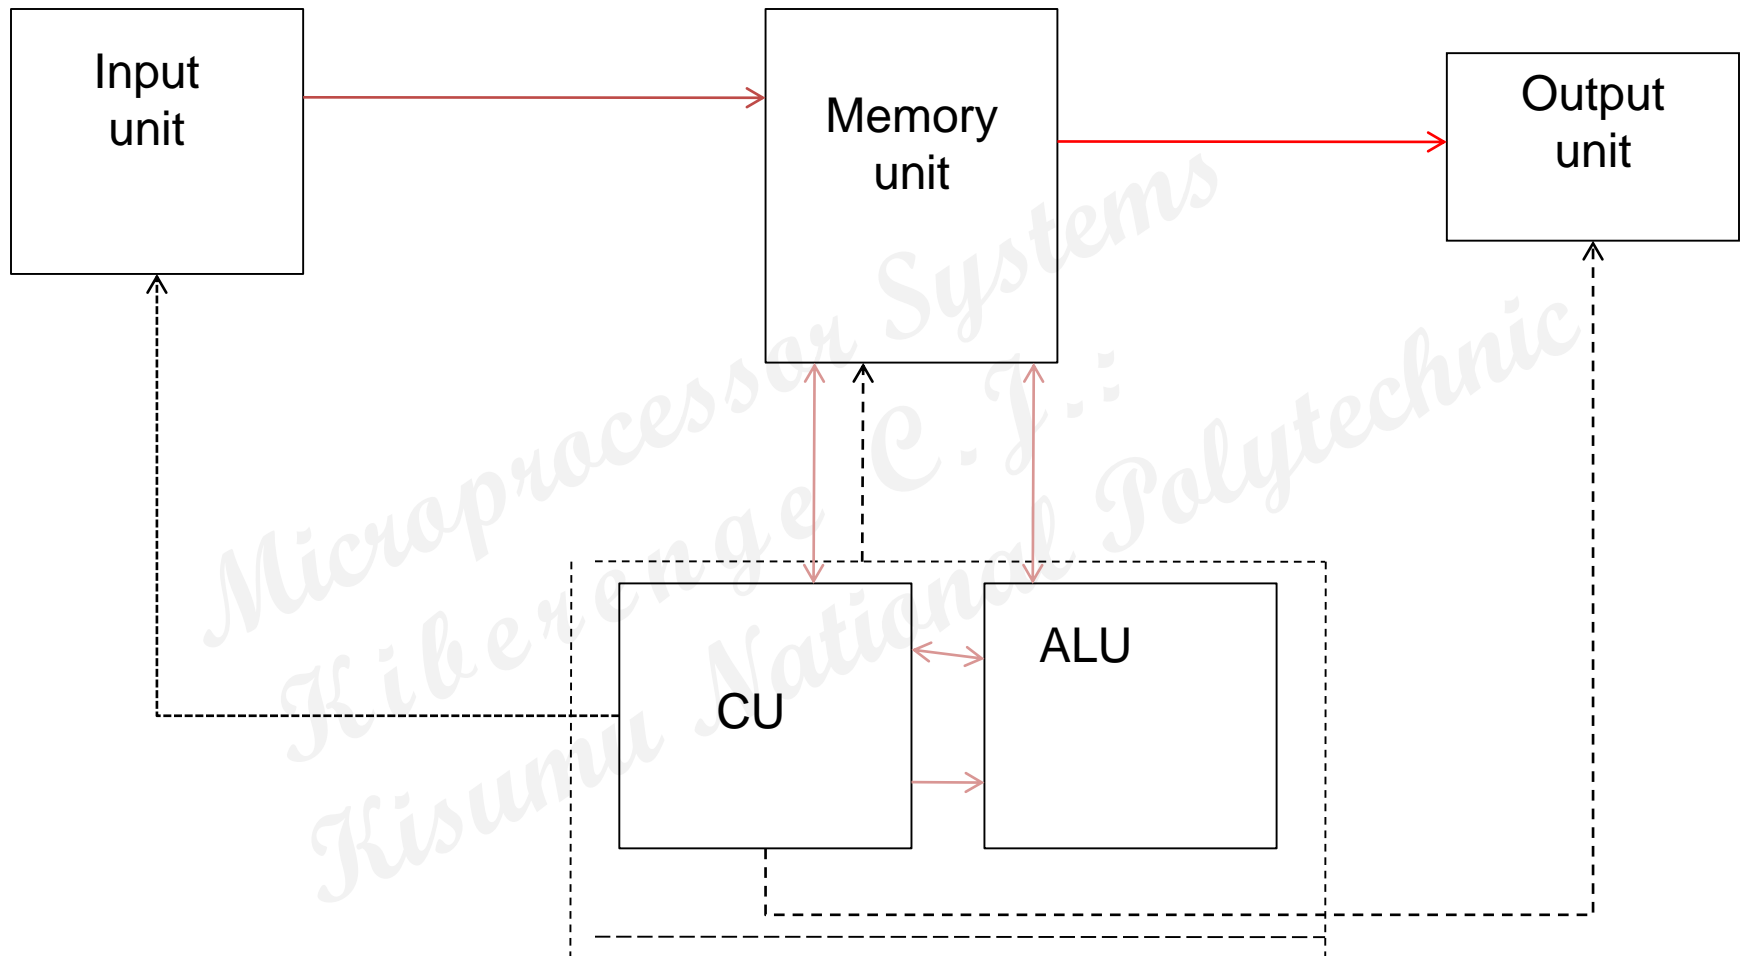 Input
unit
Memory
unit
Output
unit
CU
ALU
Microprocessor Systems
Kiberenge C.J.:
Kisumu National Polytechnic